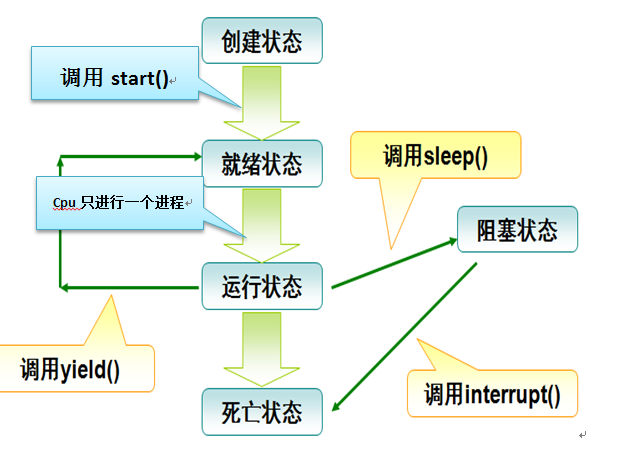 创建状态
调用 start()
就绪状态
调用sleep()
Cpu 只进行一个进程
阻塞状态
运行状态
调用yield()
调用interrupt()
死亡状态